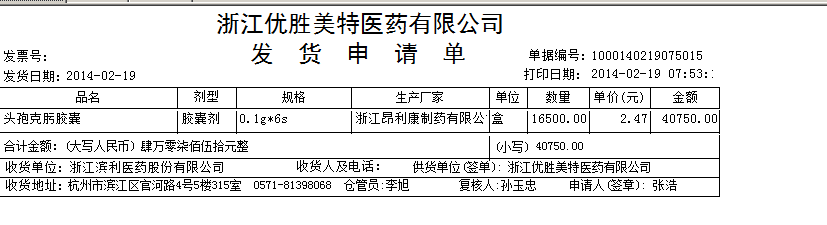 浙江优胜美特医药有限公司
发 货 申 请 单
发票号: 单据编号: 1000140219075015
发货日期: 2014-02-19 打印日期: 2014-02-19 07:53:
品名 剂型 规格 生产厂家 单位 数量 单价(元) 金额
头孢克肟胶囊 胶囊剂 0.1g*6s 浙江昂利康制药有限公 盒 16500.00 2.47 40750.00
合计金额: (大写人民币) 肆万零柒佰伍拾元整 (小写) 40750.00
收货单位: 浙江滨利医药股份有限公司 收货人及电话: 供货单位(签单): 浙江优胜美特医药有限公司
收货地址: 杭州市滨江区官河路4号5楼315室 0571-81398068 仓管员:李旭 复核人:孙玉忠 申请人(签章): 张浩